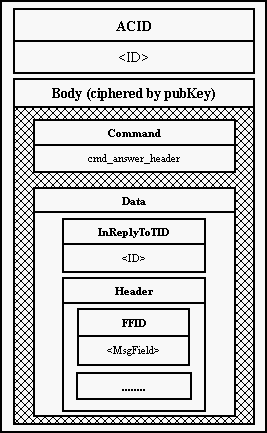 ACID
<ID>
Body (ciphered by pubKey)
Command
cmd_answer_header
Data
InReplyToTID
<ID>
Header
FFID
<MsgField>
........